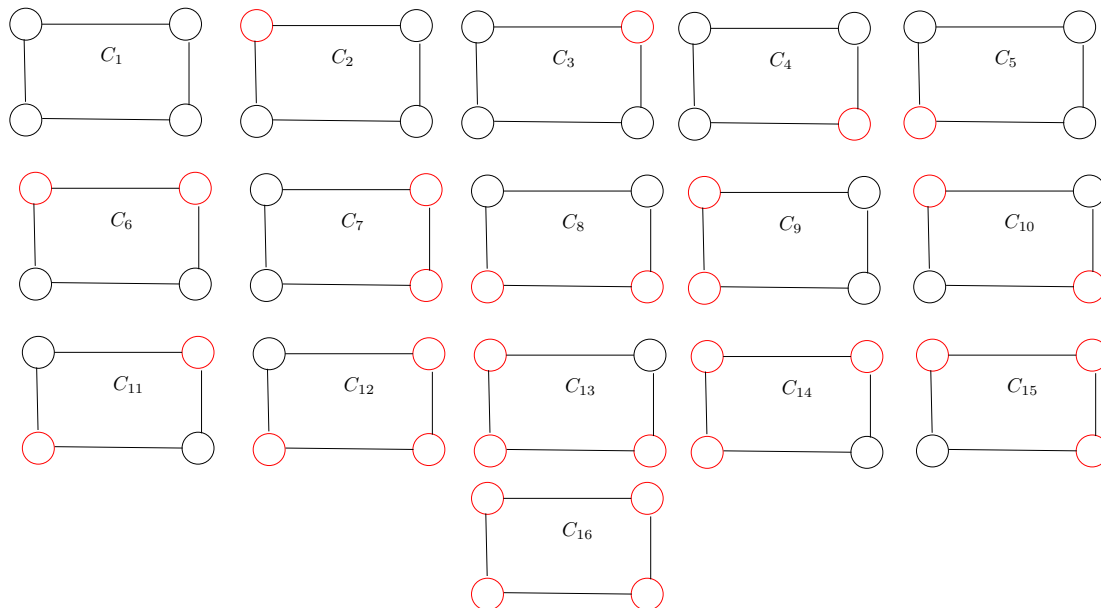 C₁ C₂ C₃ C₄ C₅
C₆ C₇ C₈ C₉ C₁₀
C₁₁ C₁₂ C₁₃ C₁₄ C₁₅
C₁₆